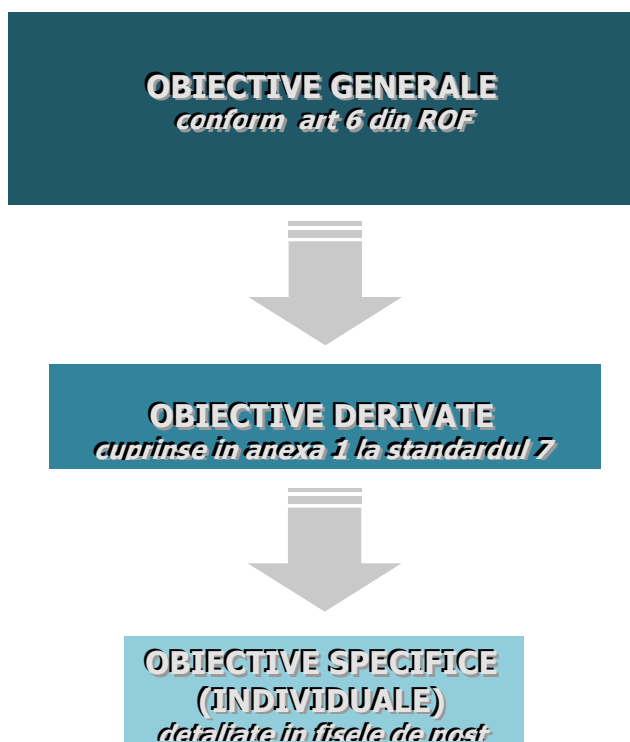 OBIECTIVE GENERALE
conform art 6 din ROF
OBIECTIVE DERIVATE
cuprinse in anexa 1 la standardul 7
OBIECTIVE SPECIFICE
(INDIVIDUALE)
detaliate in fisele de post